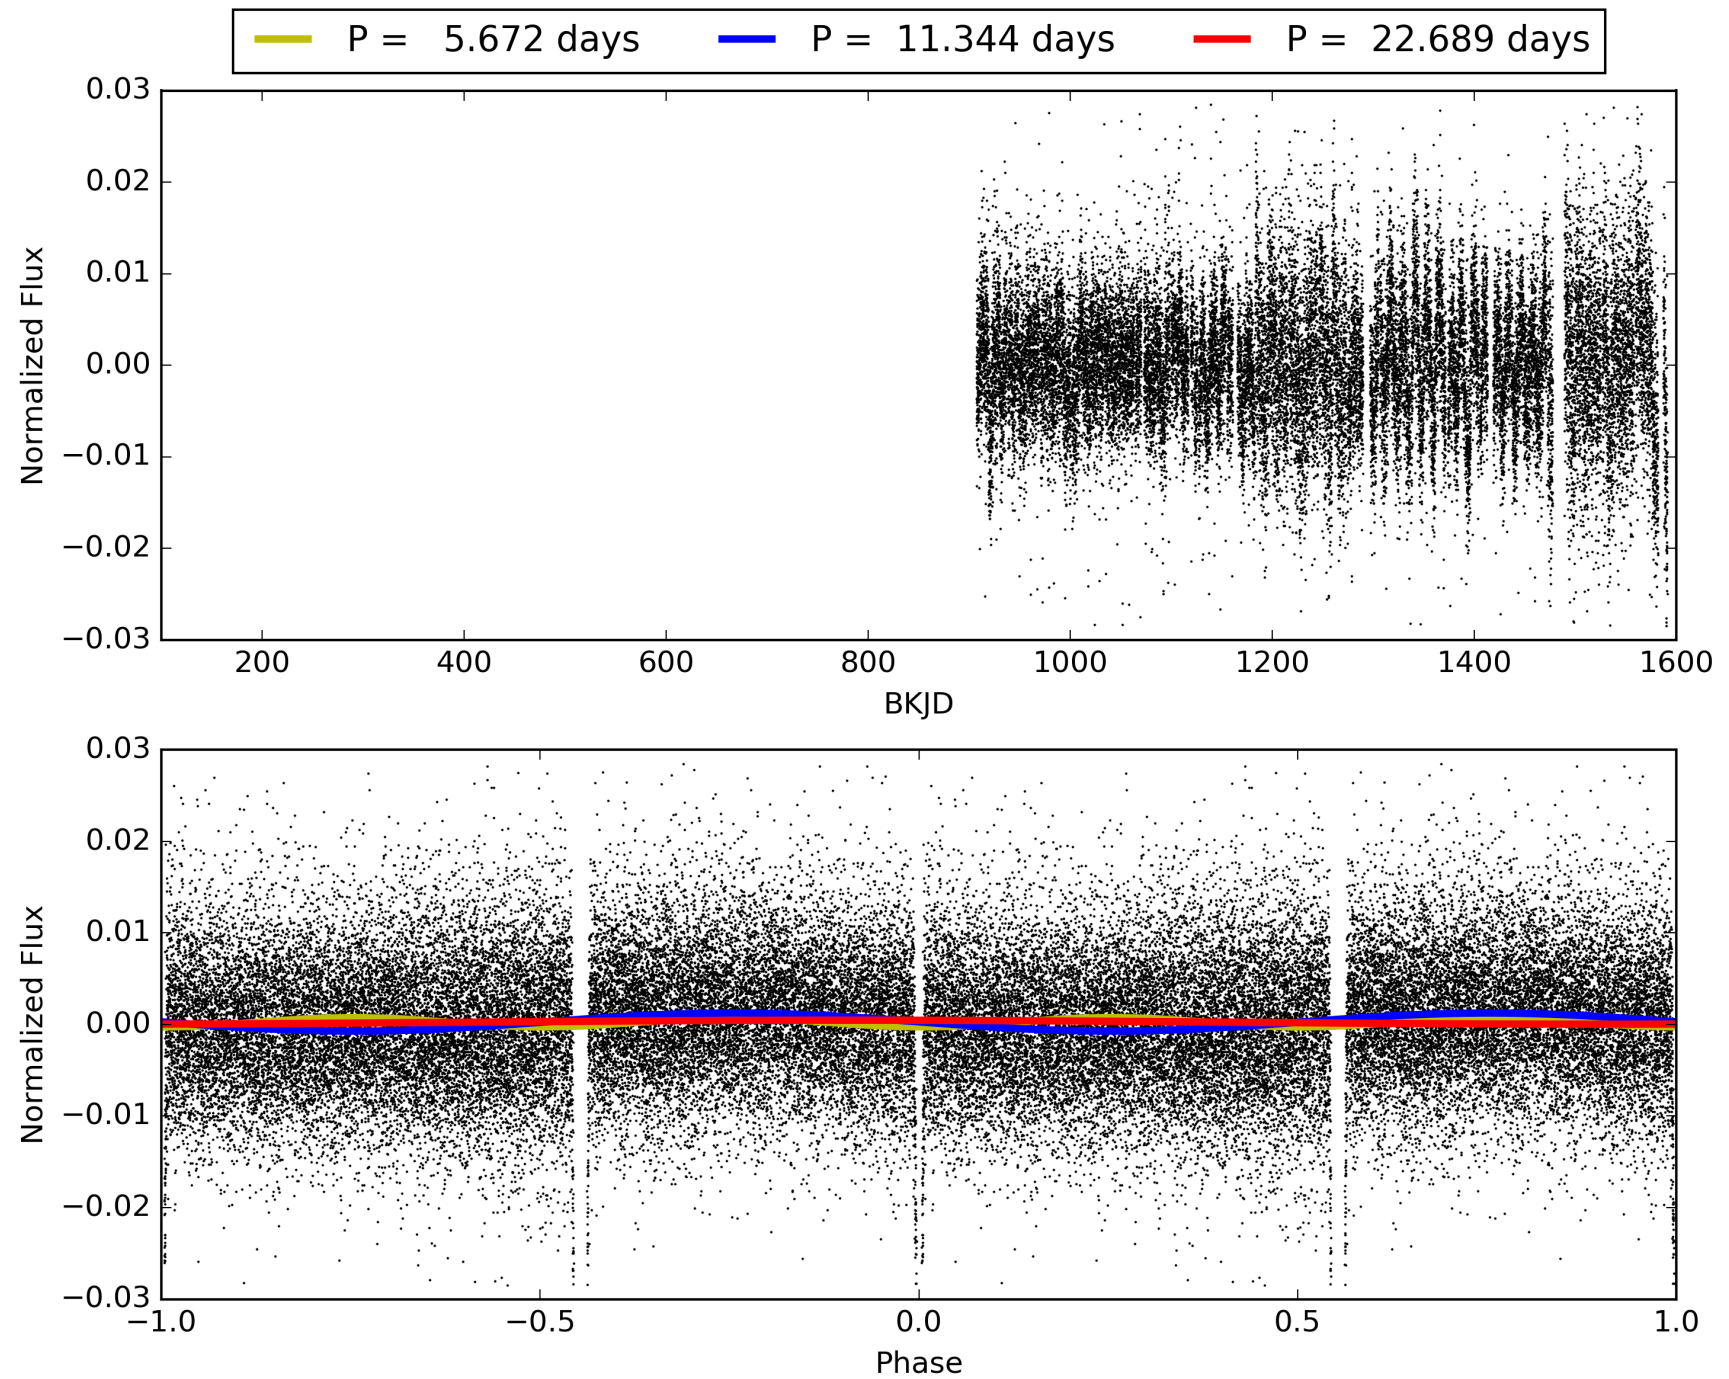 P = 5.672 days P = 11.344 days P = 22.689 days
0.03
0.02
0.01
0.00
−0.01
−0.02
−0.03
Normalized Flux
200 400 600 800 1000 1200 1400 1600
BKJD
0.03
0.02
0.01
0.00
−0.01
−0.02
−0.03
Normalized Flux
−1.0 −0.5 0.0 0.5 1.0
Phase